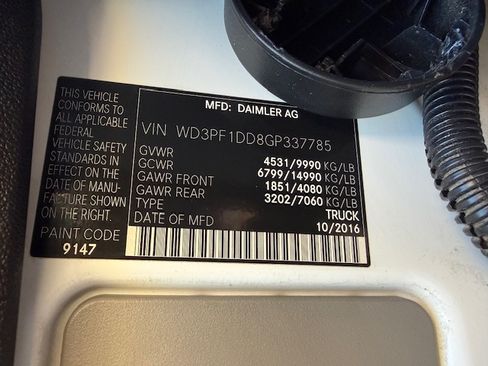 THIS VEHICLE
CONFORMS TO
ALL APPLICABLE
FEDERAL
VEHICLE SAFETY
STANDARDS IN
EFFECT ON THE
DATE OF MANU-
FACTURE SHOWN
ON THE RIGHT.
PAINT CODE
9147
MFD: DAIMLER AG
VIN WD3PF1DD8GP337785
GVWR 4531/9990 KG/LB
GCWR 6799/14990 KG/LB
GAWR FRONT 1851/4080 KG/LB
GAWR REAR 3202/7060 KG/LB
TYPE TRUCK
DATE OF MFD 10/2016